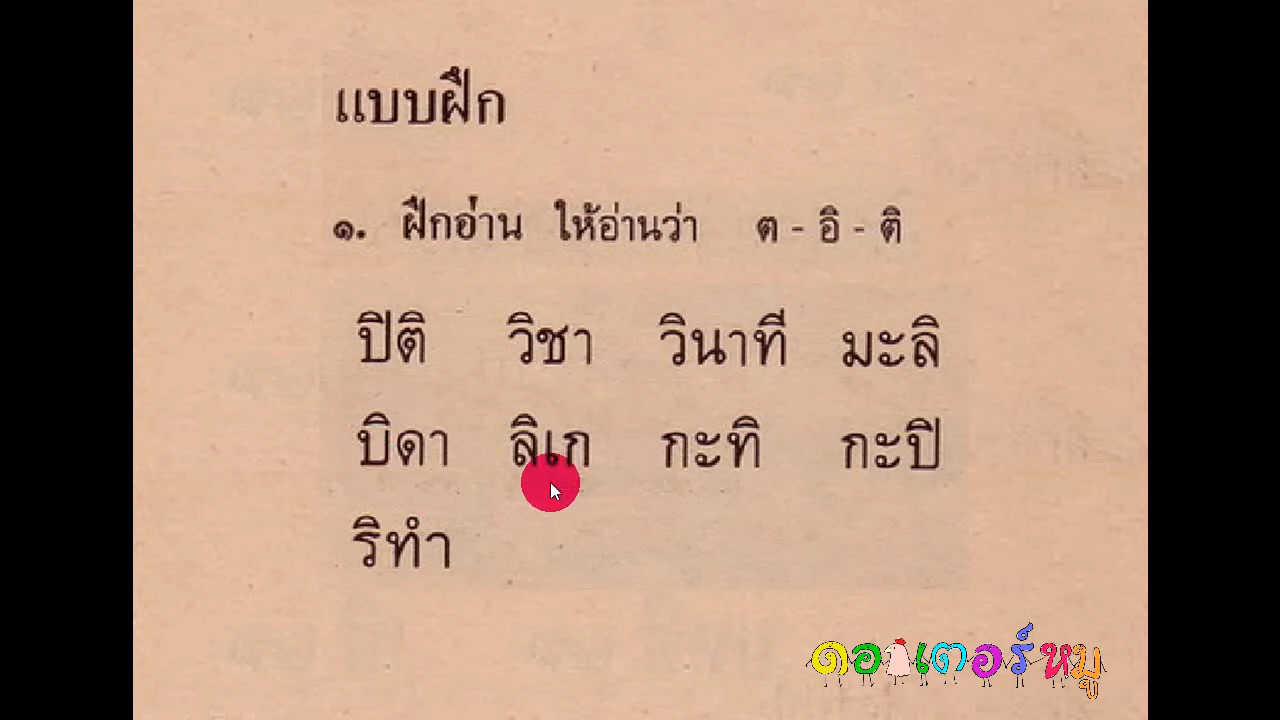 แบบฝึก
๑. ฝึกอ่าน ให้อ่านว่า ต - อิ - ติ
ปิติ วิชา วินาที มะลิ
บิดา ลิเก กะทิ กะปิ
ริทำ
ดอเตอร์หมู